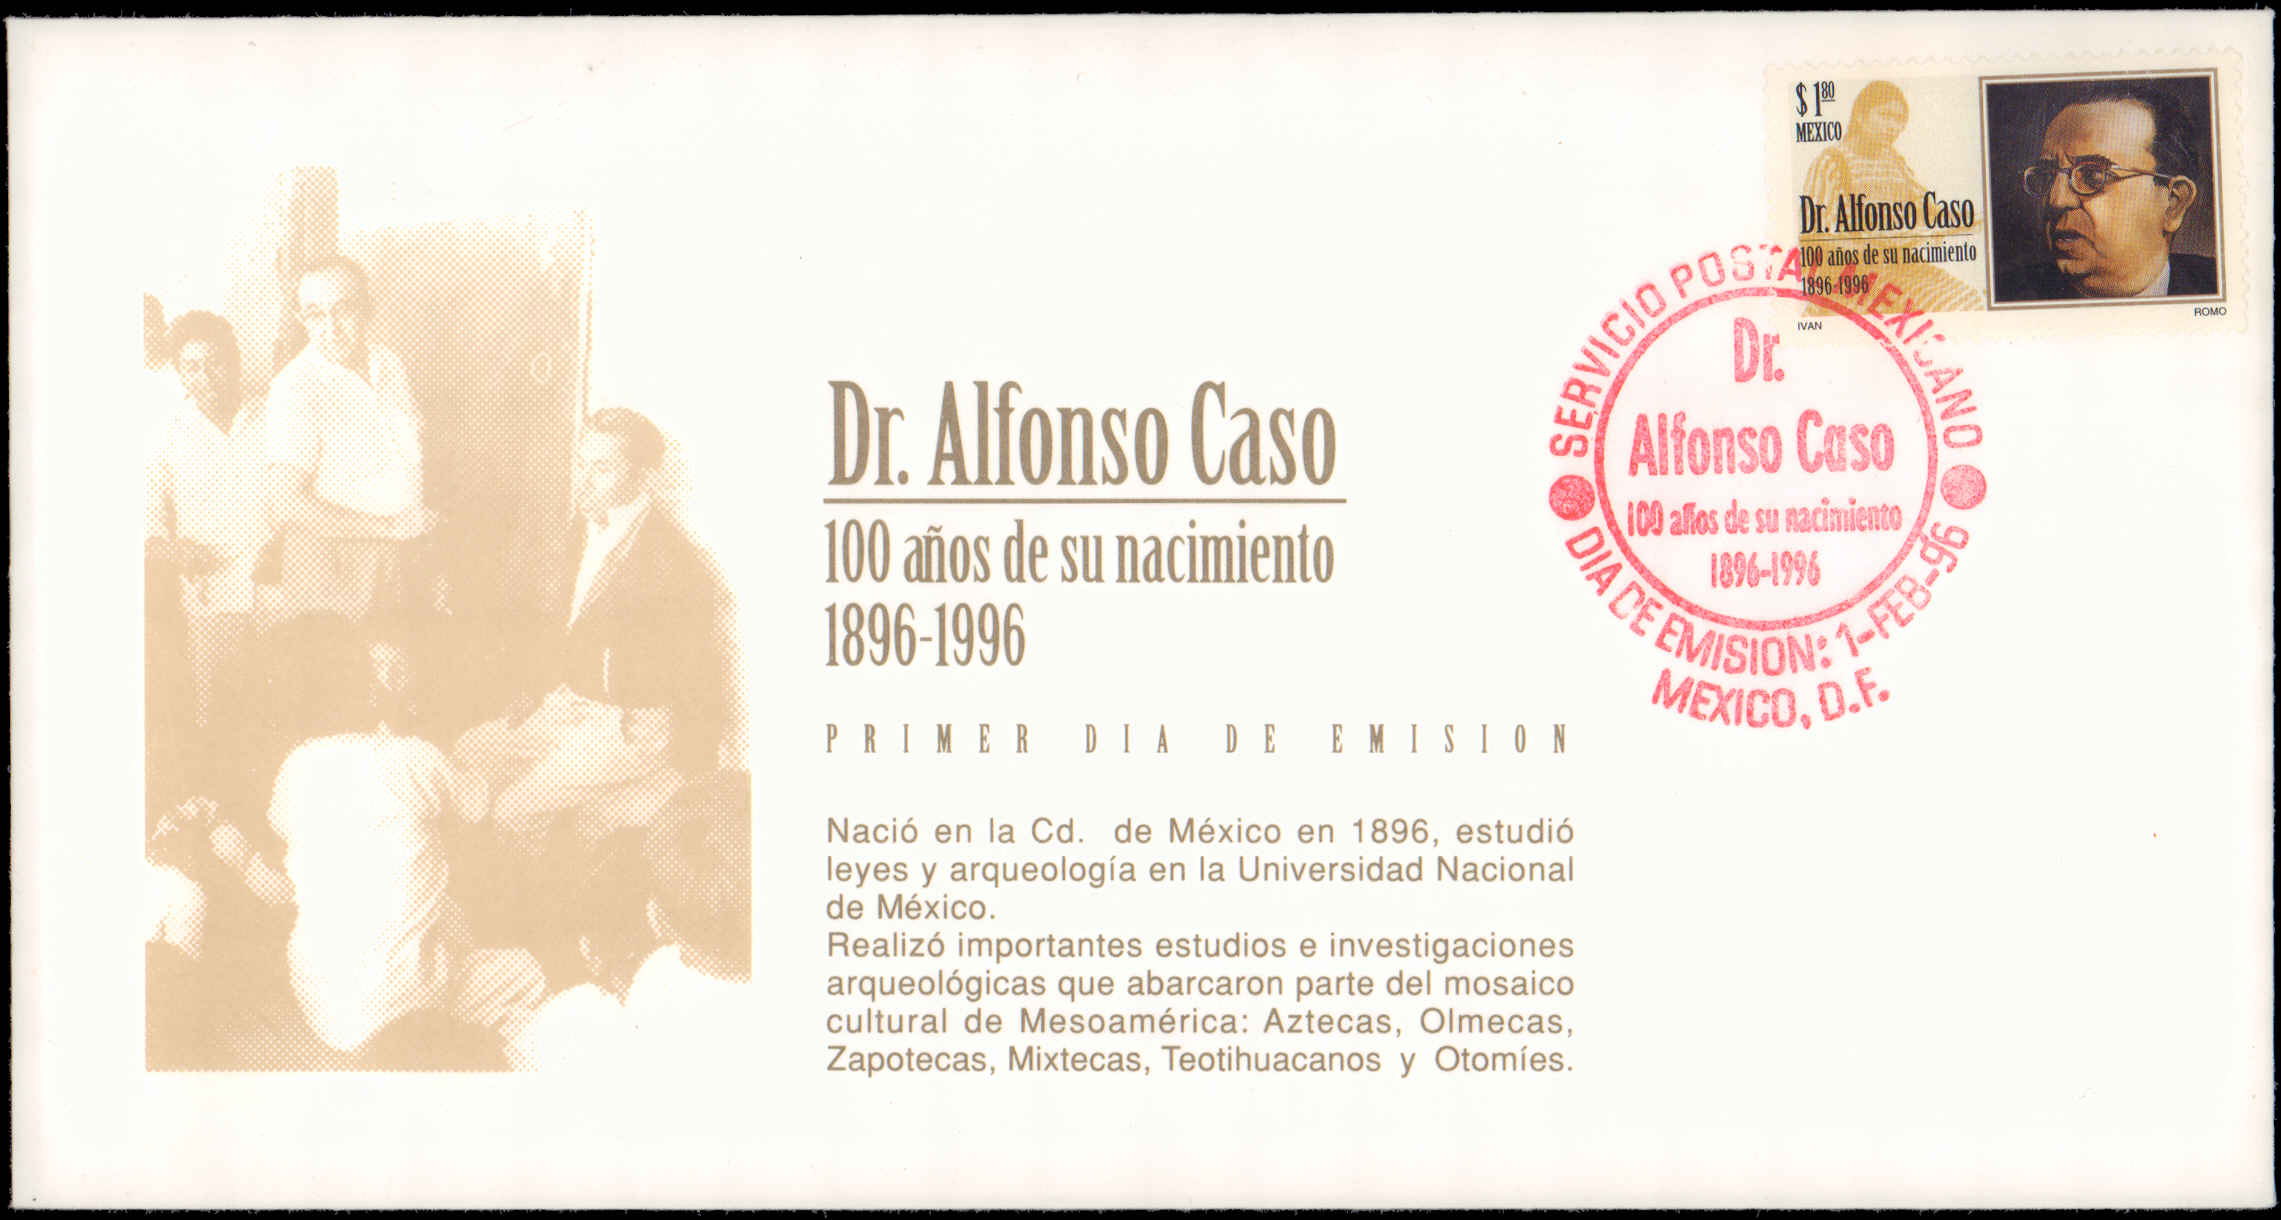 $ 1.80
MEXICO
Dr. Alfonso Caso
100 años de su nacimiento
1896-1996
IVAN
ROMO
SERVICIO POSTAL MEXICANO
Dr.
Alfonso Caso
100 años de su nacimiento
1896-1996
DIA DE EMISION: 1-FEB-96
MEXICO, D.F.
Dr. Alfonso Caso
100 años de su nacimiento
1896-1996
PRIMER DIA DE EMISION
Nació en la Cd. de México en 1896, estudió
leyes y arqueología en la Universidad Nacional
de México.
Realizó importantes estudios e investigaciones
arqueológicas que abarcaron parte del mosaico
cultural de Mesoamérica: Aztecas, Olmecas,
Zapotecas, Mixtecas, Teotihuacanos y Otomíes.